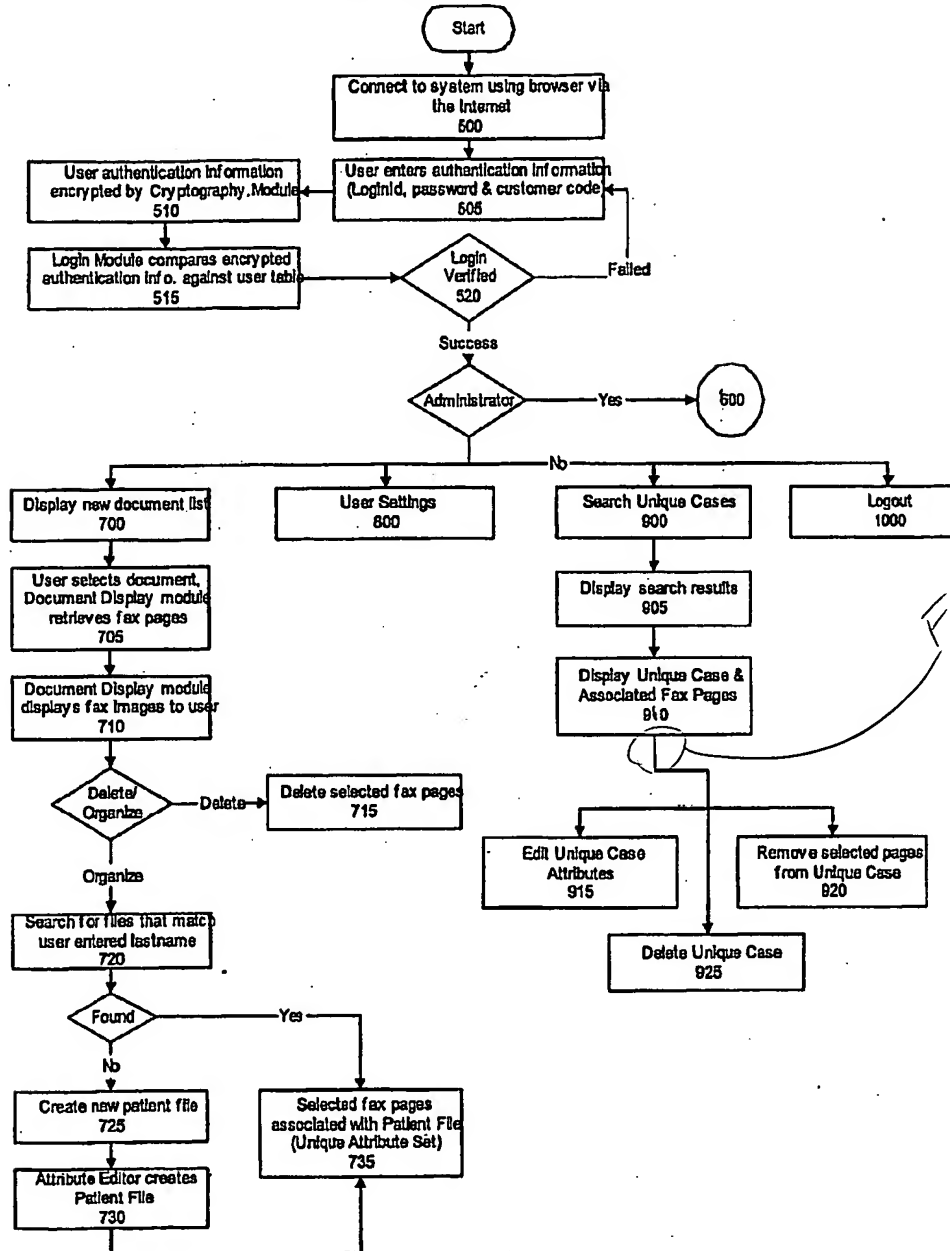 Start
Connect to system using browser via
the Internet
500
User authentication information
encrypted by Cryptography.Module
510
User enters authentication information
(LoginId, password & customer code
505
Login Module compares encrypted
authentication info. against user table
515
Login
Verified
520
Failed
Success
Administrator
Yes
600
No
Display new document list
700
User Settings
800
Search Unique Cases
900
Logout
1000
User selects document,
Document Display module
retrieves fax pages
705
Display search results
905
Document Display module
displays fax images to user
710
Display Unique Case &
Associated Fax Pages
910
Delete/
Organize
Delete
Delete selected fax pages
715
Edit Unique Case
Attributes
915
Remove selected pages
from Unique Case
920
Organize
Search for files that match
user entered lastname
720
Delete Unique Case
925
Found
Yes
No
Create new patient file
725
Selected fax pages
associated with Patient File
(Unique Attribute Set)
735
Attribute Editor creates
Patient File
730